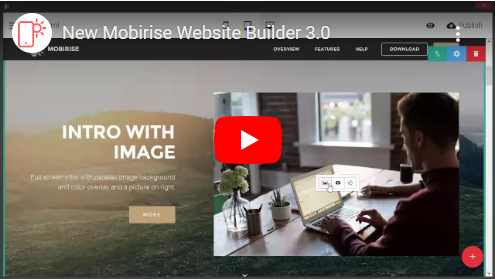 New Mobirise Website Builder 3.0
Publish
MOBIRISE
OVERVIEW FEATURES HELP DOWNLOAD
INTRO WITH
IMAGE
Full screen intro with parallax image background
and color overlay and a picture on right.
MORE